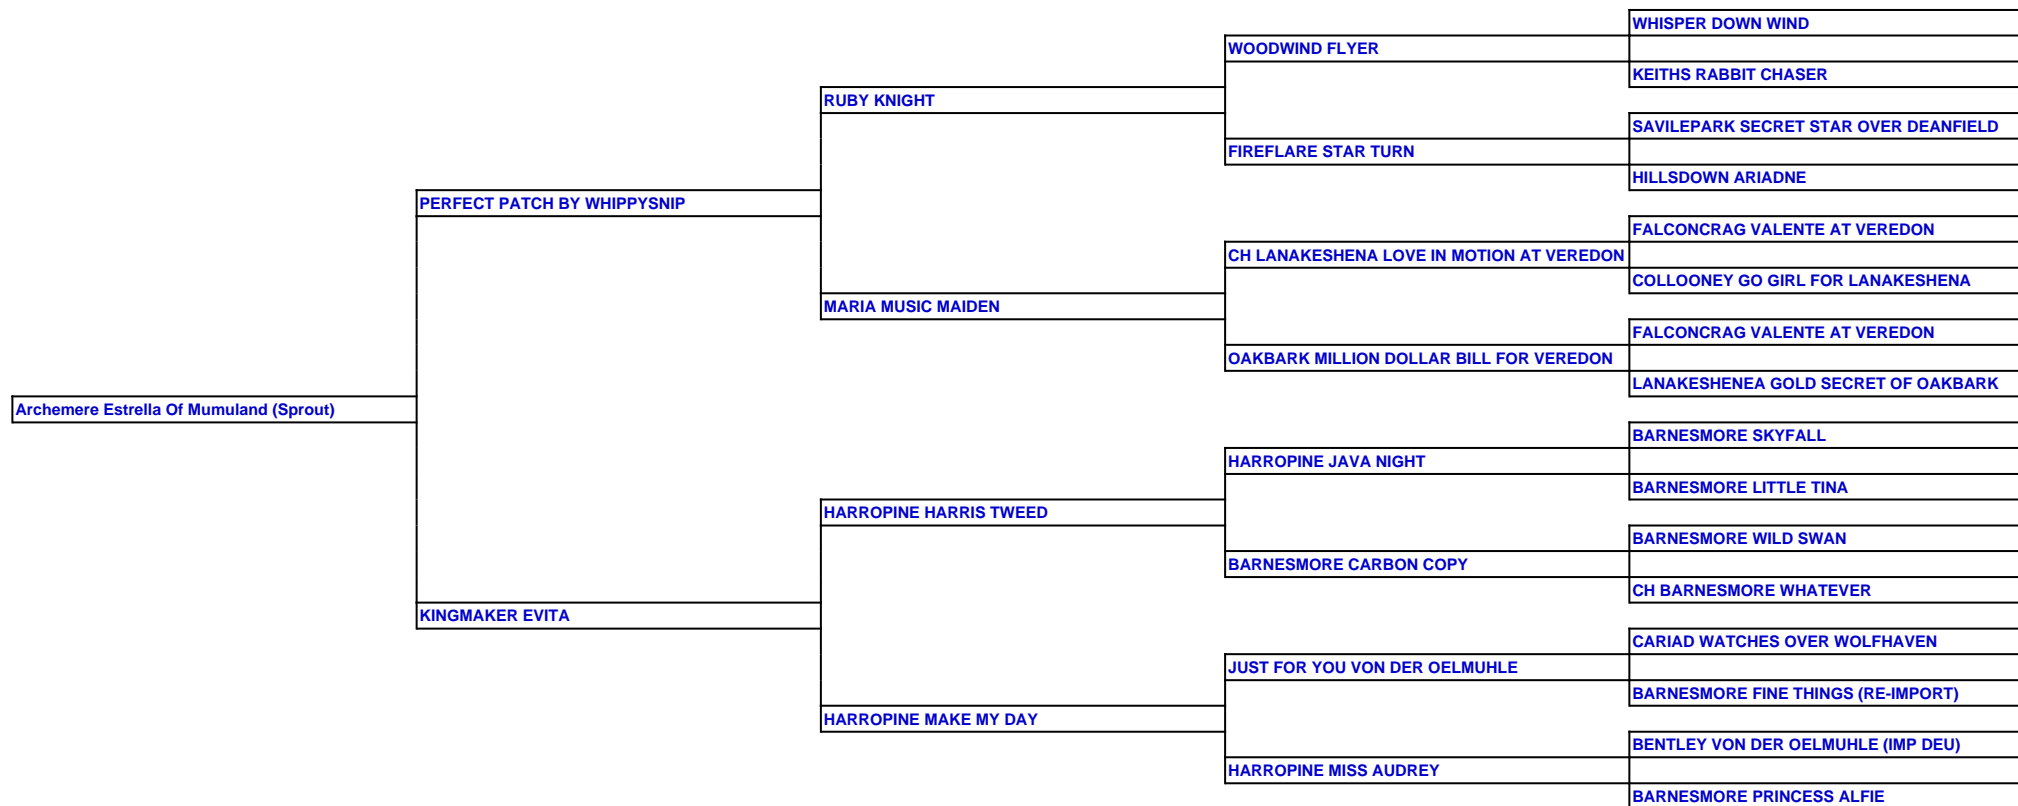 WHISPER DOWN WIND
WOODWIND FLYER
KEITHS RABBIT CHASER
RUBY KNIGHT
SAVILEPARK SECRET STAR OVER DEANFIELD
FIREFLARE STAR TURN
HILLSDOWN ARIADNE
PERFECT PATCH BY WHIPPYSNIP
FALCONCRAG VALENTE AT VEREDON
CH LANAKESHENA LOVE IN MOTION AT VEREDON
COLLOONEY GO GIRL FOR LANAKESHENA
MARIA MUSIC MAIDEN
FALCONCRAG VALENTE AT VEREDON
OAKBARK MILLION DOLLAR BILL FOR VEREDON
LANAKESHENEA GOLD SECRET OF OAKBARK
Archemere Estrella Of Mumuland (Sprout)
BARNESMORE SKYFALL
HARROPINE JAVA NIGHT
BARNESMORE LITTLE TINA
HARROPINE HARRIS TWEED
BARNESMORE WILD SWAN
BARNESMORE CARBON COPY
CH BARNESMORE WHATEVER
KINGMAKER EVITA
CARIAD WATCHES OVER WOLFHAVEN
JUST FOR YOU VON DER OELMUHLE
BARNESMORE FINE THINGS (RE-IMPORT)
HARROPINE MAKE MY DAY
BENTLEY VON DER OELMUHLE (IMP DEU)
HARROPINE MISS AUDREY
BARNESMORE PRINCESS ALFIE